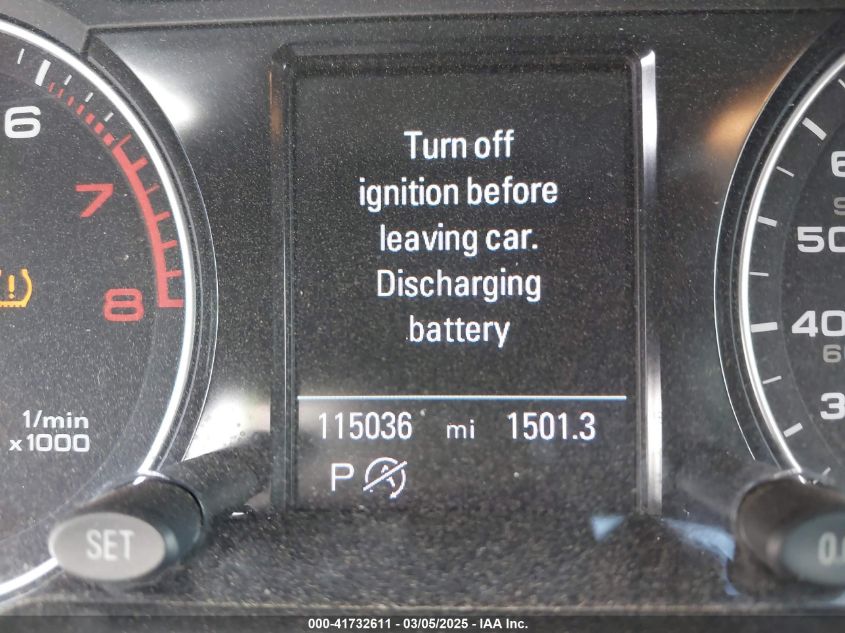 6
7
8
1/min
x1000
SET
Turn off
ignition before
leaving car.
Discharging
battery
115036 mi 1501.3
P
50
40
000-41732611 - 03/05/2025 - IAA Inc.